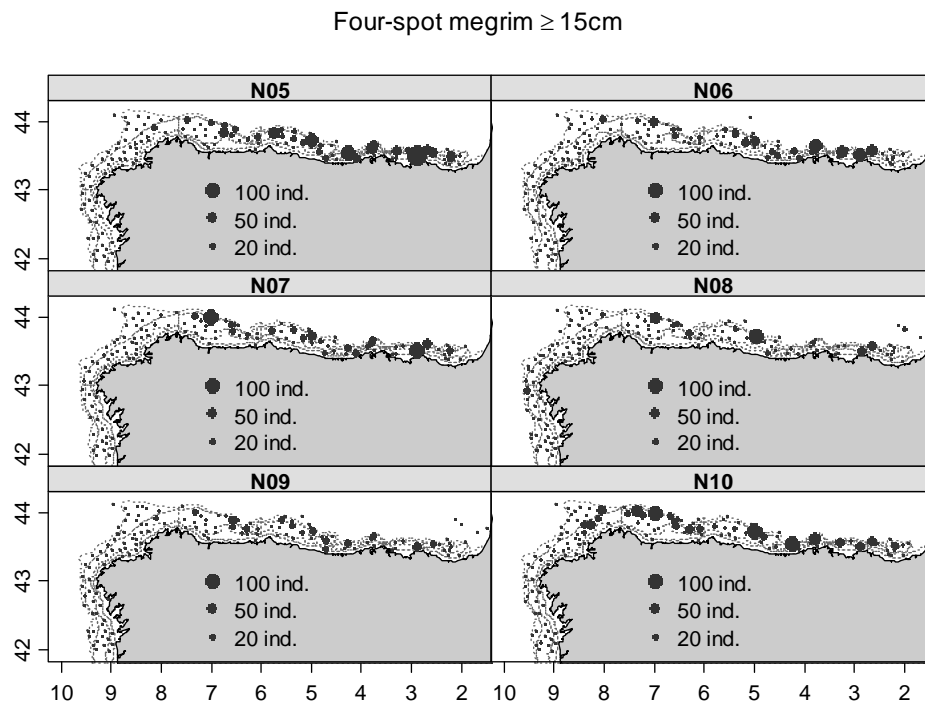 Four-spot megrim ≥ 15cm
N05 N06
44
43
42
100 ind.
50 ind.
20 ind.
100 ind.
50 ind.
20 ind.
N07 N08
44
43
42
100 ind.
50 ind.
20 ind.
100 ind.
50 ind.
20 ind.
N09 N10
44
43
42
100 ind.
50 ind.
20 ind.
100 ind.
50 ind.
20 ind.
10 9 8 7 6 5 4 3 2 10 9 8 7 6 5 4 3 2